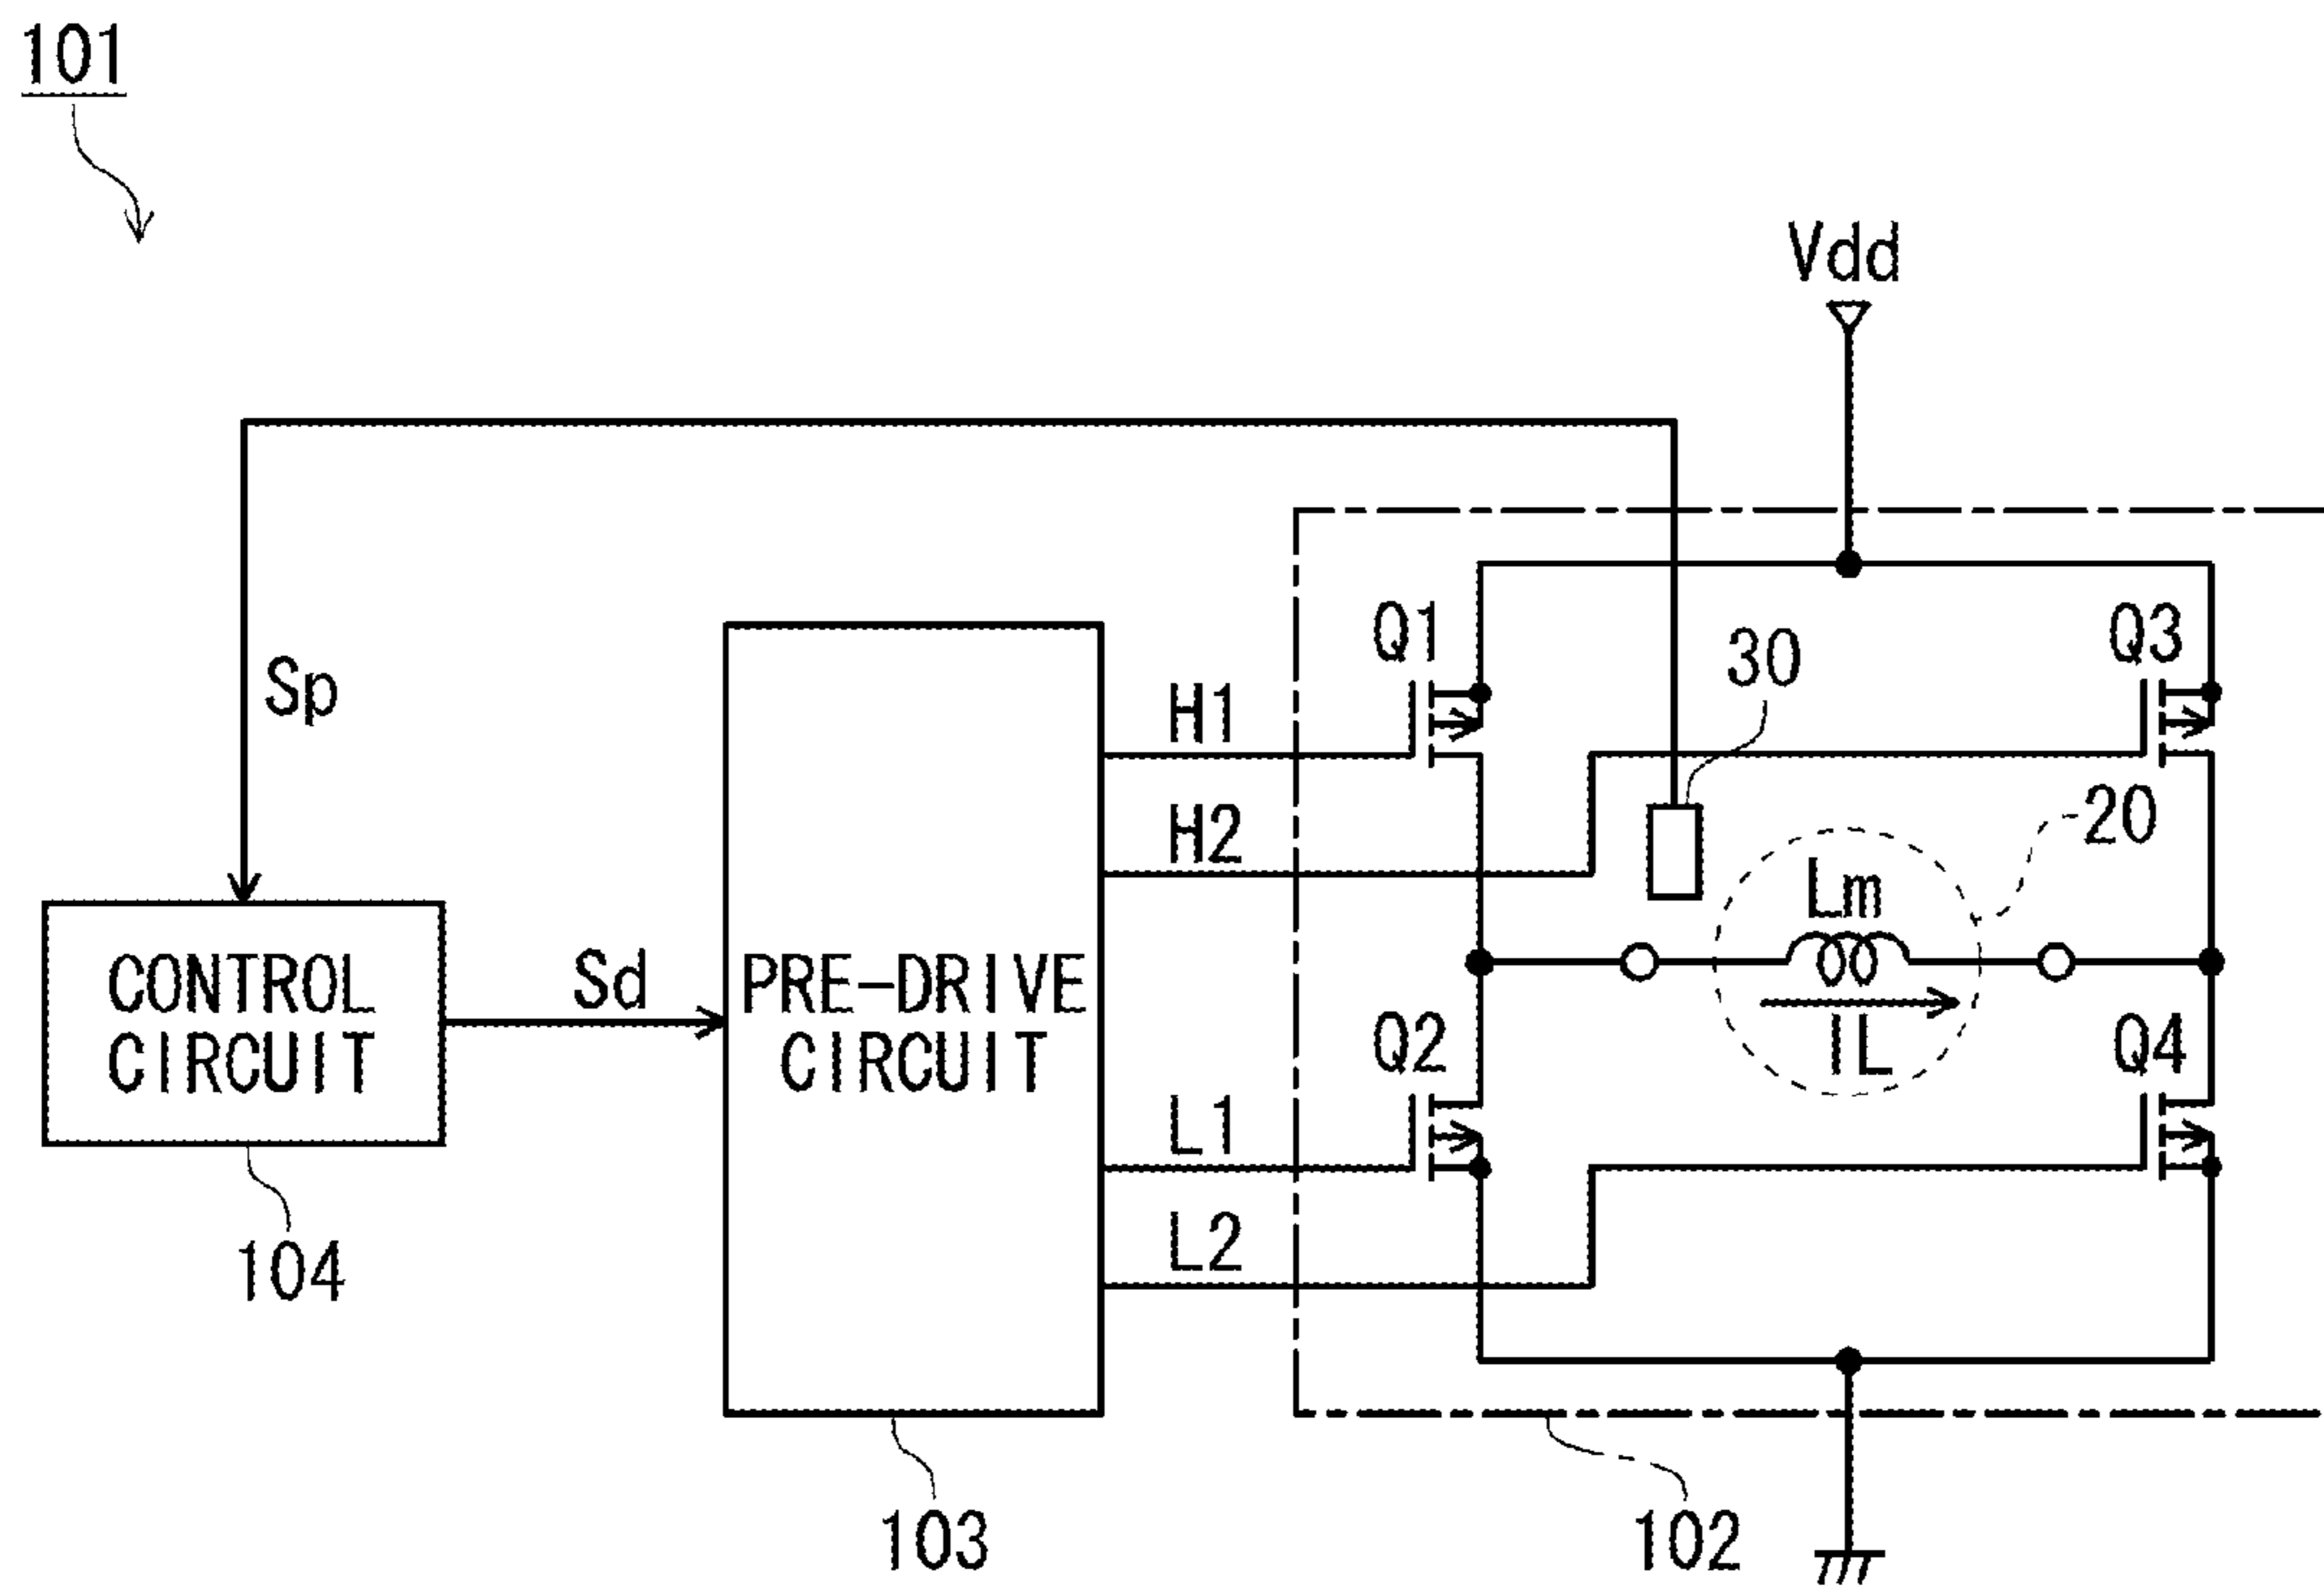 101
Vdd
Q1
Q3
30
Sp
H1
H2
20
Lm
CONTROL
CIRCUIT
Sd
PRE-DRIVE
CIRCUIT
IL
Q2
Q4
L1
L2
104
103
102